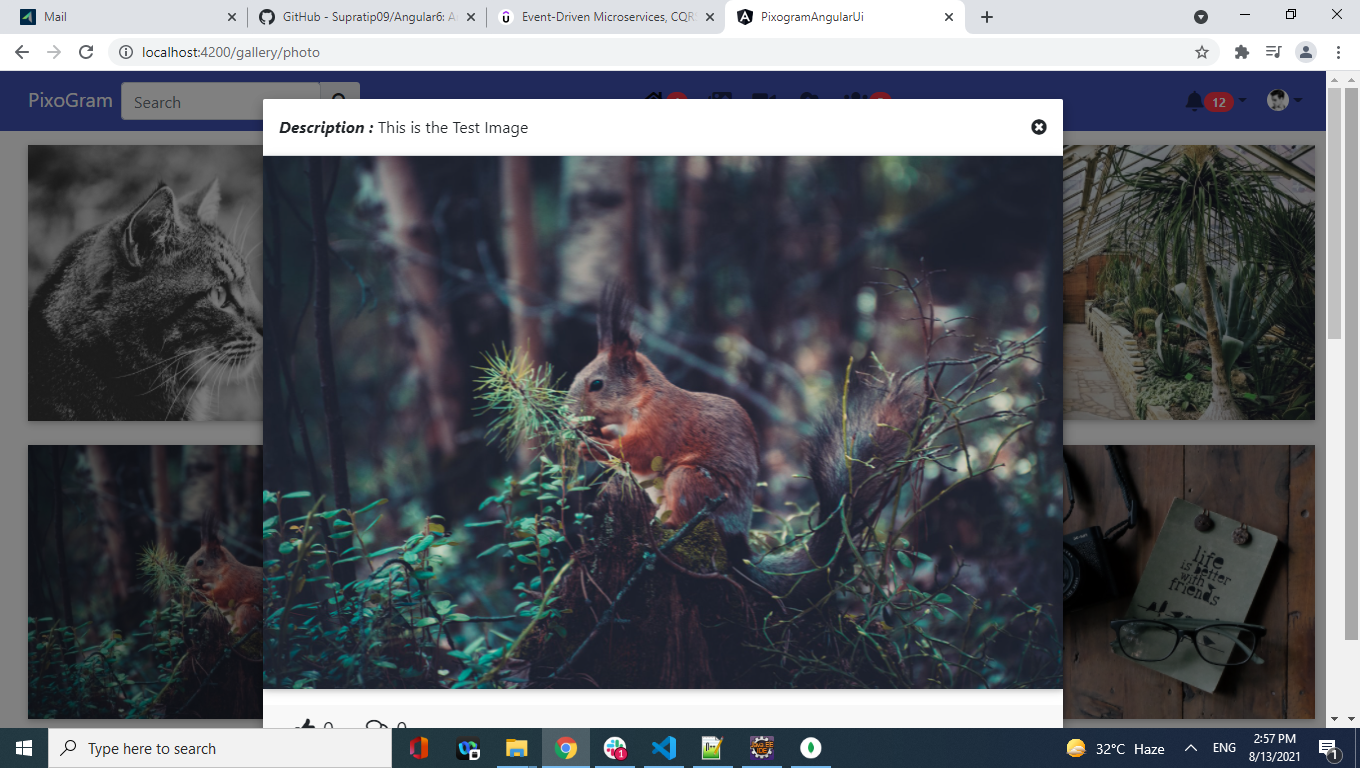 Mail
GitHub - Supratip09/Angular6: A
Event-Driven Microservices, CQR
PixogramAngularUi
localhost:4200/gallery/photo
PixoGram
Search
12
Description : This is the Test Image
life
is better
with
friends
0
0
Type here to search
1
32°C Haze
ENG
2:57 PM
8/13/2021
1